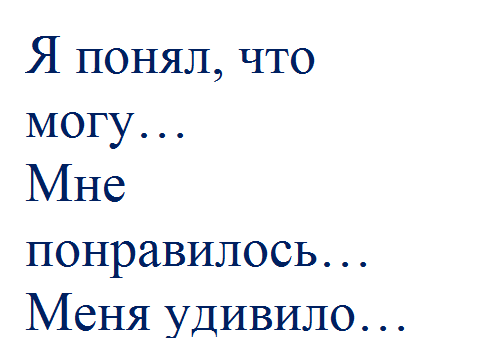 Я понял, что
могу…
Мне
понравилось…
Меня удивило…